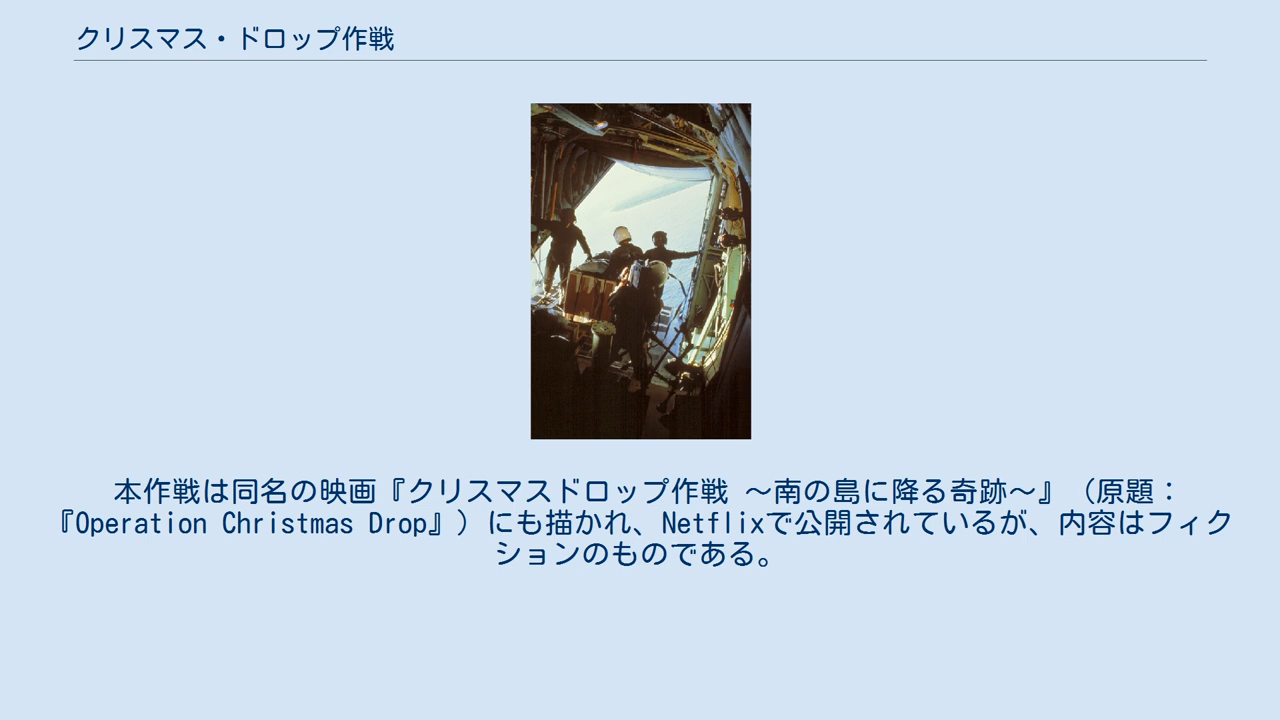 クリスマス・ドロップ作戦
本作戦は同名の映画『クリスマスドロップ作戦 〜南の島に降る奇跡〜』（原題：
『Operation Christmas Drop』）にも描かれ、Netflixで公開されているが、内容はフィク
ションのものである。